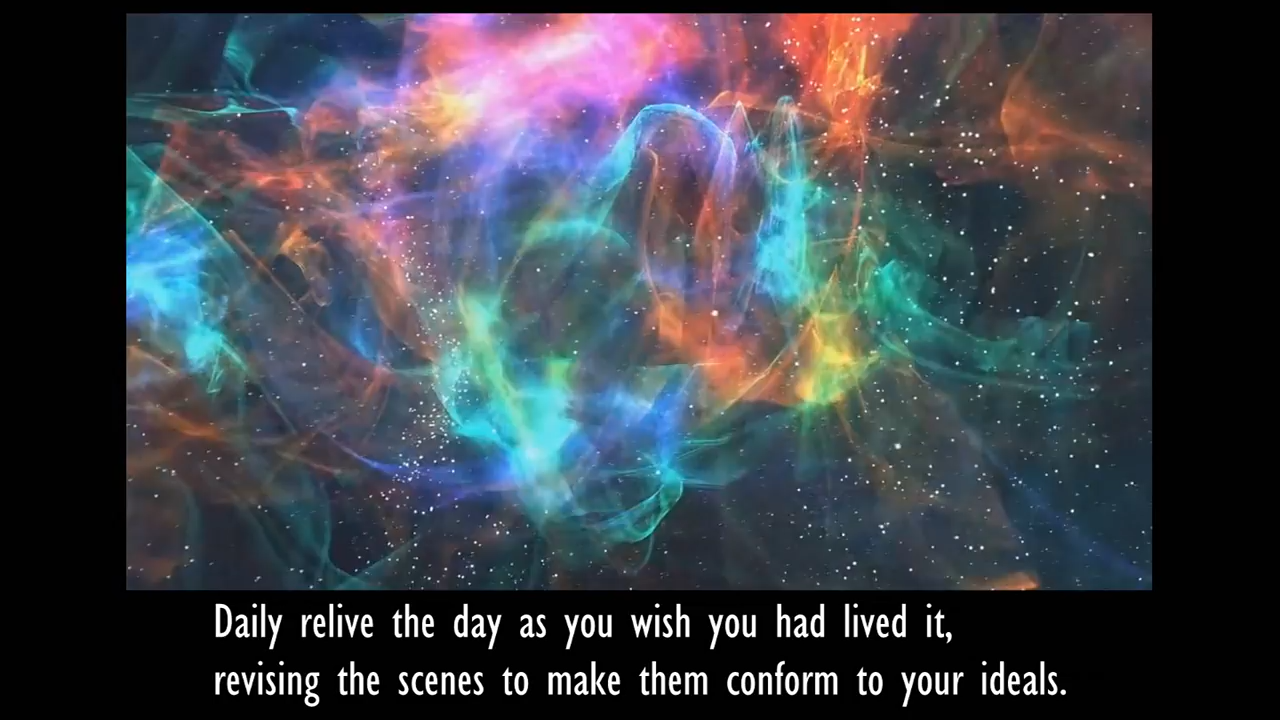 Daily relive the day as you wish you had lived it,
revising the scenes to make them conform to your ideals.